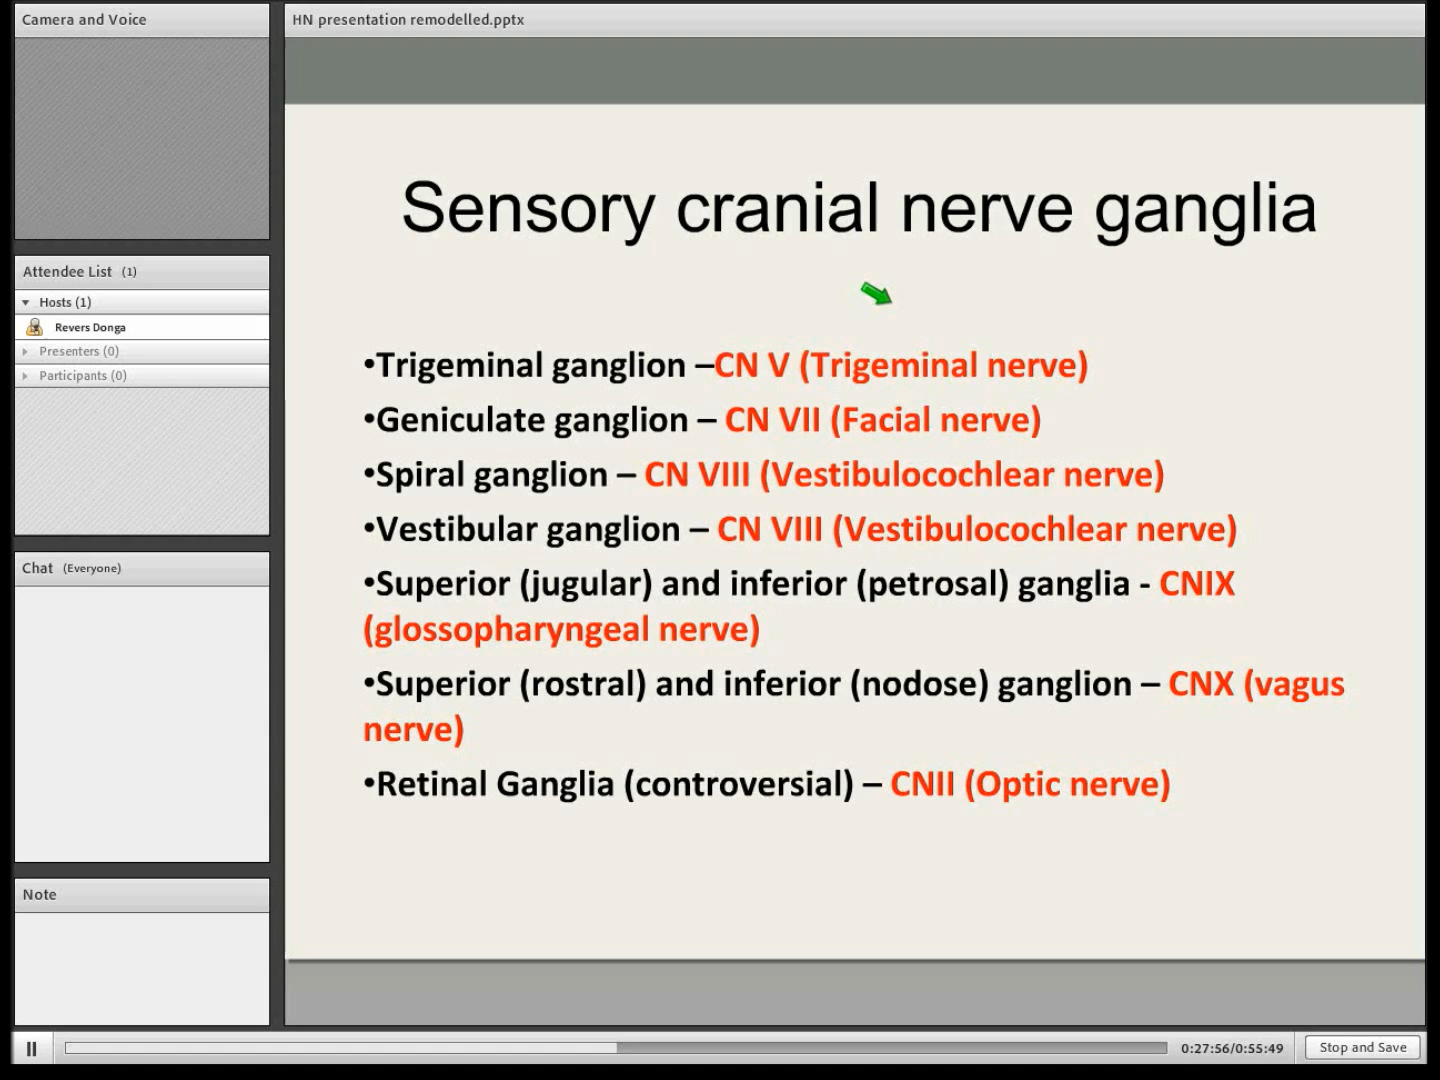 Camera and Voice
HN presentation remodelled.pptx
Attendee List (1)
Hosts (1)
Revers Donga
Presenters (0)
Participants (0)
Chat (Everyone)
Note
Sensory cranial nerve ganglia
•Trigeminal ganglion –CN V (Trigeminal nerve)
•Geniculate ganglion – CN VII (Facial nerve)
•Spiral ganglion – CN VIII (Vestibulocochlear nerve)
•Vestibular ganglion – CN VIII (Vestibulocochlear nerve)
•Superior (jugular) and inferior (petrosal) ganglia - CNIX
(glossopharyngeal nerve)
•Superior (rostral) and inferior (nodose) ganglion – CNX (vagus
nerve)
•Retinal Ganglia (controversial) – CNII (Optic nerve)
0:27:56/0:55:49
Stop and Save